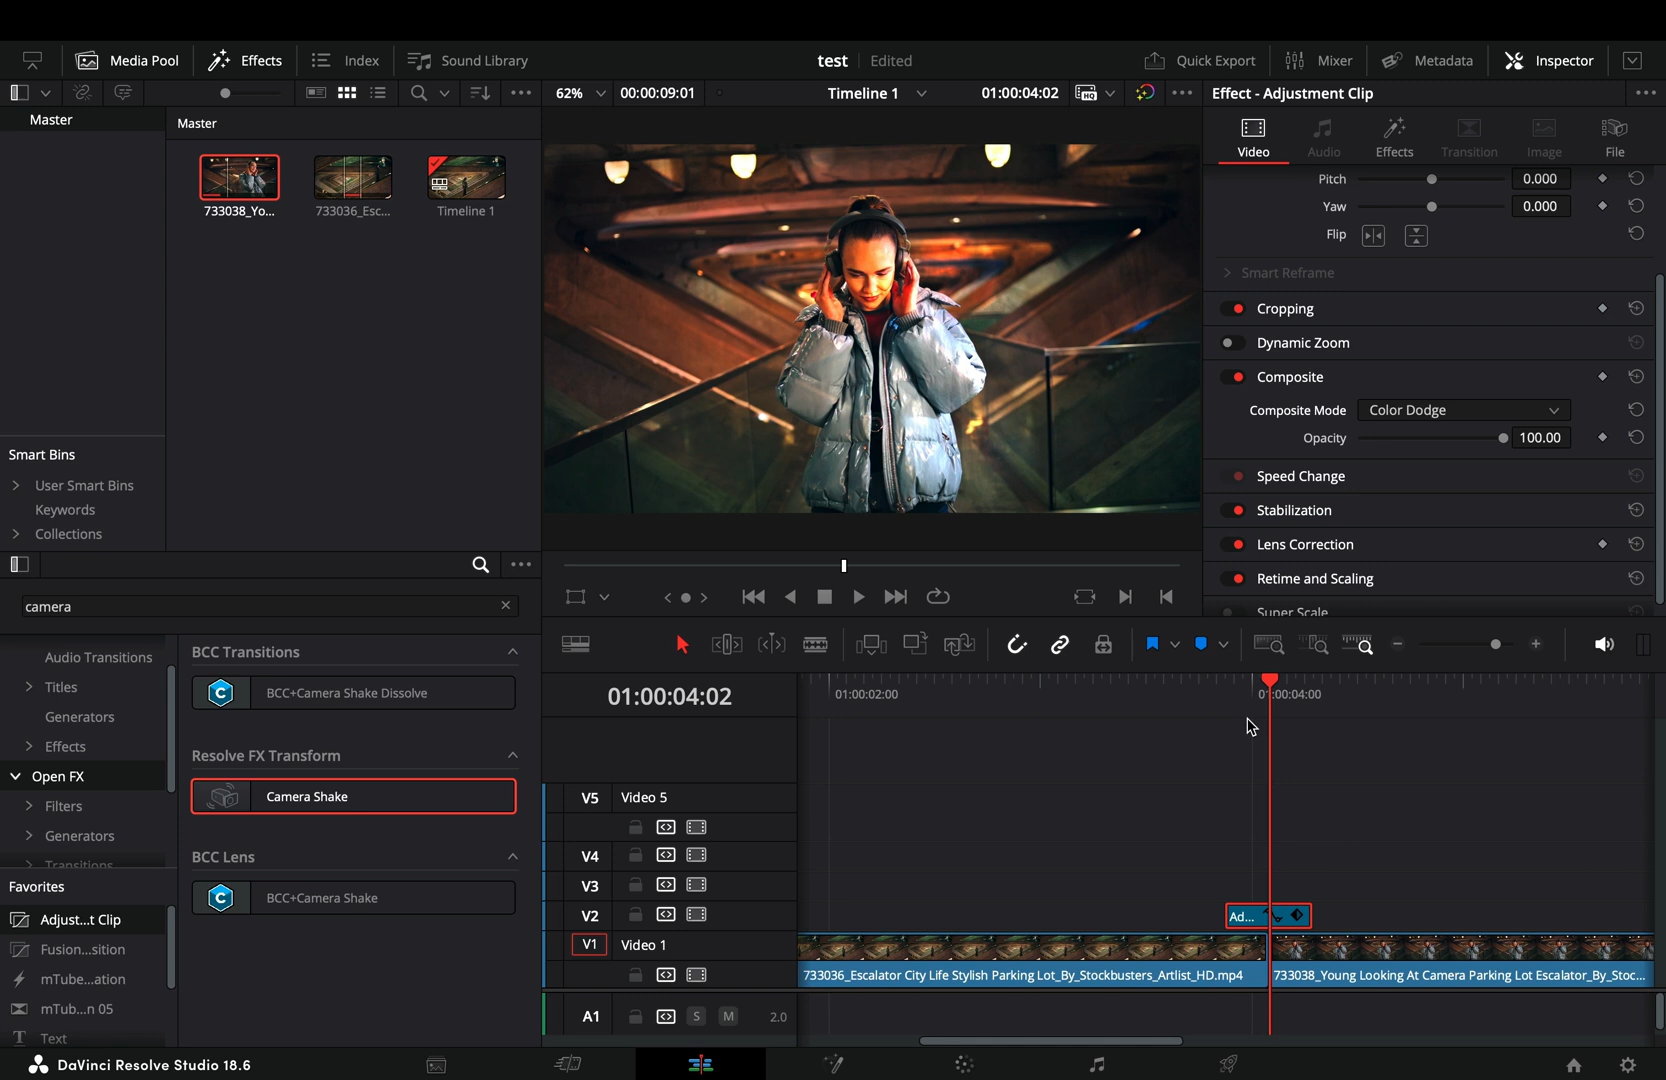 Media Pool
Effects
Index
Sound Library
test
Edited
Quick Export
Mixer
Metadata
Inspector
62%
00:00:09:01
Timeline 1
01:00:04:02
HQ
Effect - Adjustment Clip
Master
Master
733038_Yo...
733036_Esc...
Timeline 1
Smart Bins
User Smart Bins
Keywords
Collections
Video
Audio
Effects
Transition
Image
File
Pitch
0.000
Yaw
0.000
Flip
Smart Reframe
Cropping
Dynamic Zoom
Composite
Composite Mode
Color Dodge
Opacity
100.00
Speed Change
Stabilization
Lens Correction
Retime and Scaling
Super Scale
camera
Audio Transitions
Titles
Generators
Effects
Open FX
Filters
Generators
Transitions
Favorites
Adjust...t Clip
Fusion...sition
mTube...ation
mTub...n 05
Text
BCC Transitions
BCC+Camera Shake Dissolve
Resolve FX Transform
Camera Shake
BCC Lens
BCC+Camera Shake
01:00:04:02
01:00:02:00
01:00:04:00
V5
Video 5
V4
V3
V2
Ad...
V1
Video 1
733036_Escalator City Life Stylish Parking Lot_By_Stockbusters_Artlist_HD.mp4
733038_Young Looking At Camera Parking Lot Escalator_By_Stoc...
A1
S
M
2.0
DaVinci Resolve Studio 18.6